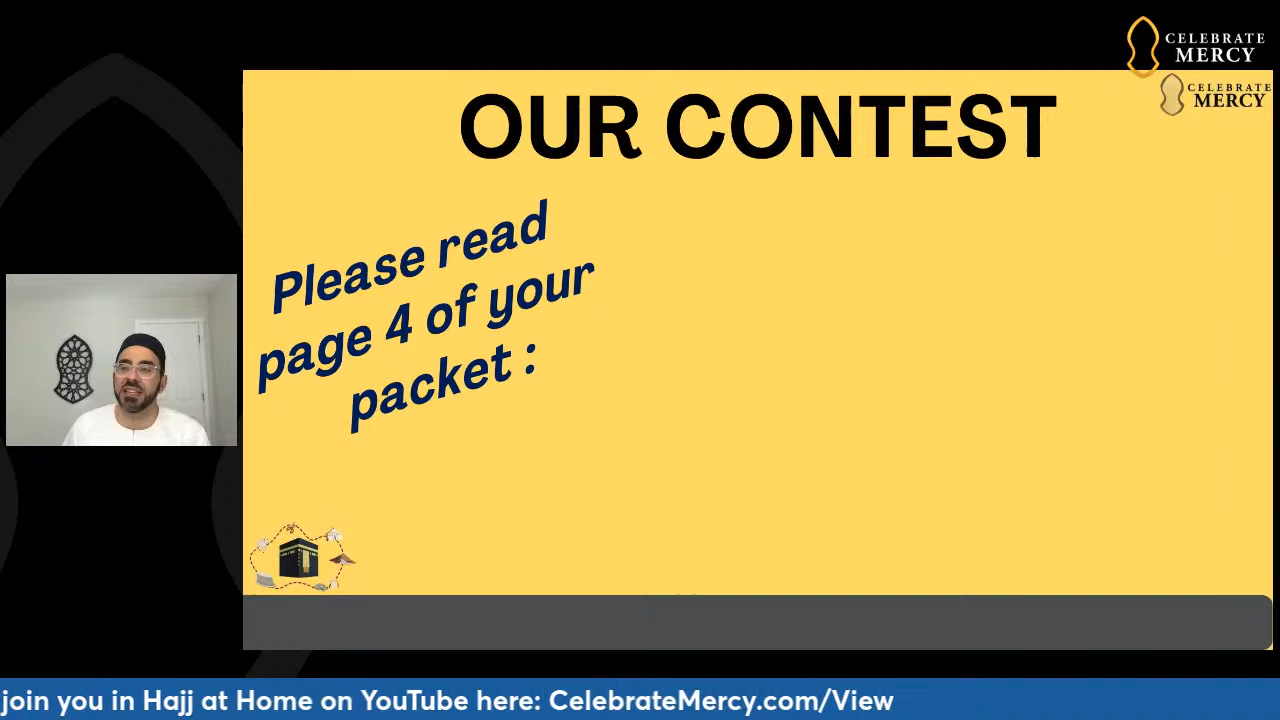 CELEBRATE
MERCY
CELEBRATE
MERCY
OUR CONTEST
Please read
page 4 of your
packet :
join you in Hajj at Home on YouTube here: CelebrateMercy.com/View